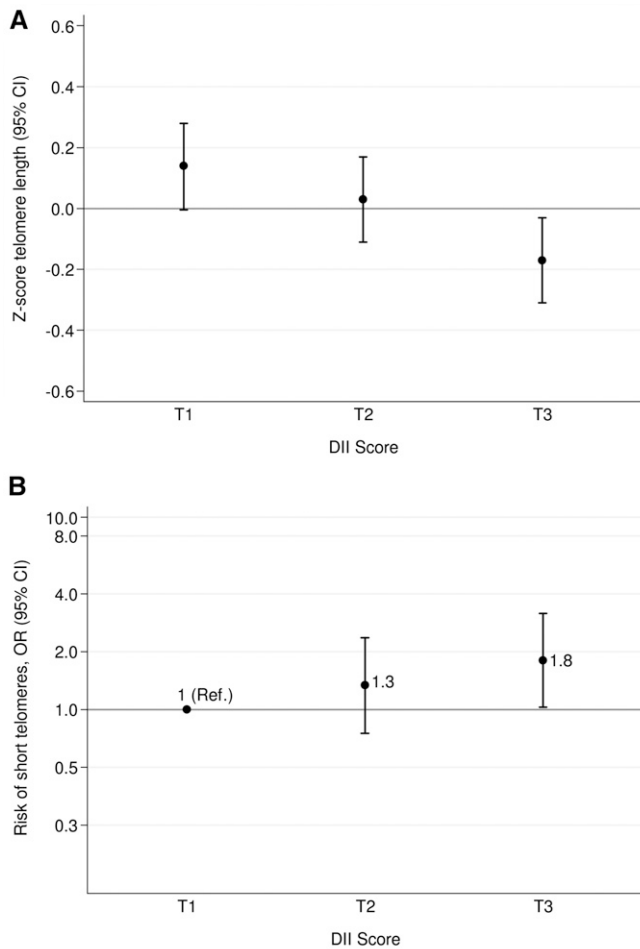 A
Z-score telomere length (95% CI)
0.6
0.4
0.2
0.0
-0.2
-0.4
-0.6
T1 T2 T3
DII Score
B
Risk of short telomeres, OR (95% CI)
10.0
8.0
4.0
2.0
1.0
0.5
0.3
1 (Ref.)
1.3
1.8
T1 T2 T3
DII Score